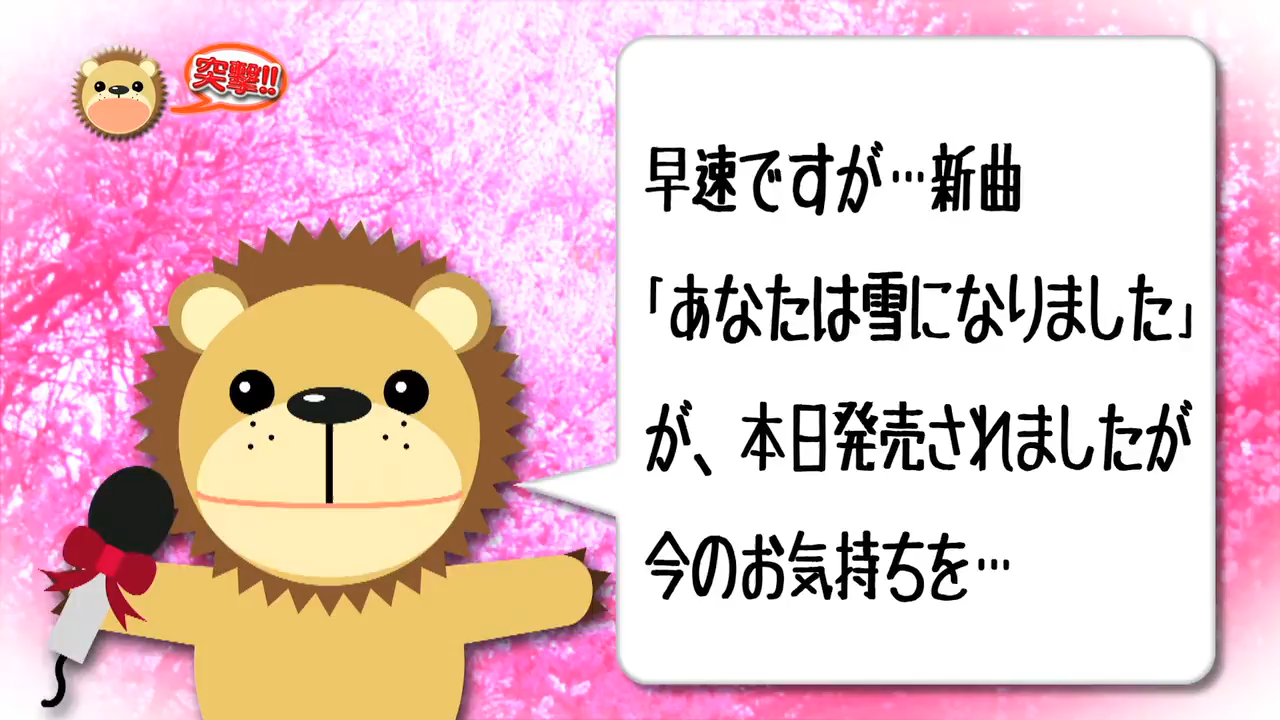 突撃!!
早速ですが…新曲
「あなたは雪になりました」
が、本日発売されましたが
今のお気持ちを…